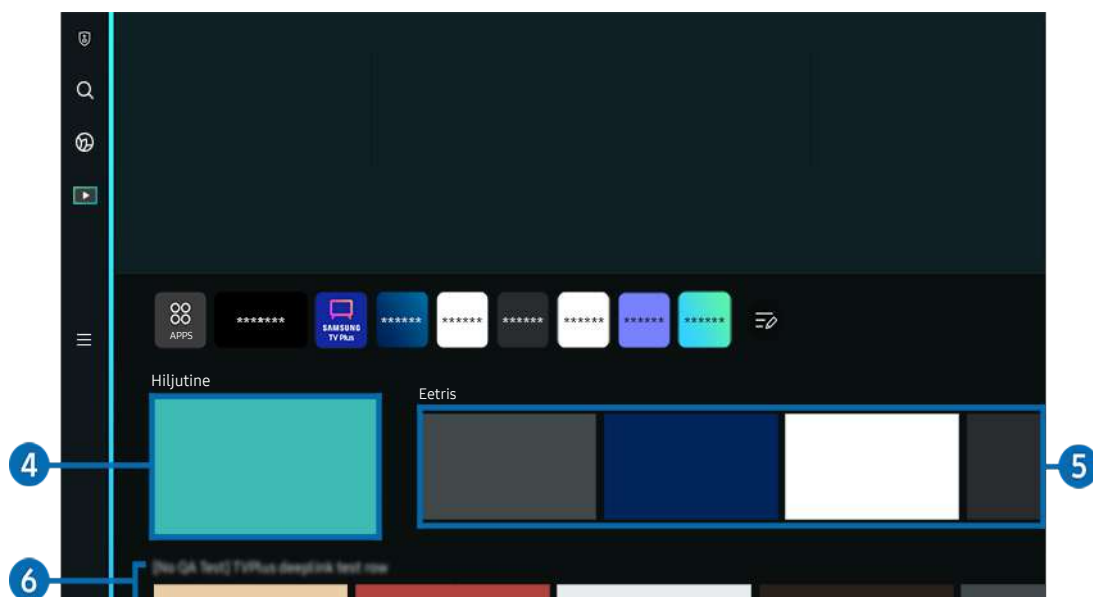 APPS
*******
SAMSUNG
TV Plus
******
******
******
******
******
******
Hiljutine
Eetris
4
5
6
[No QA Test] TVPlus deeplink test row